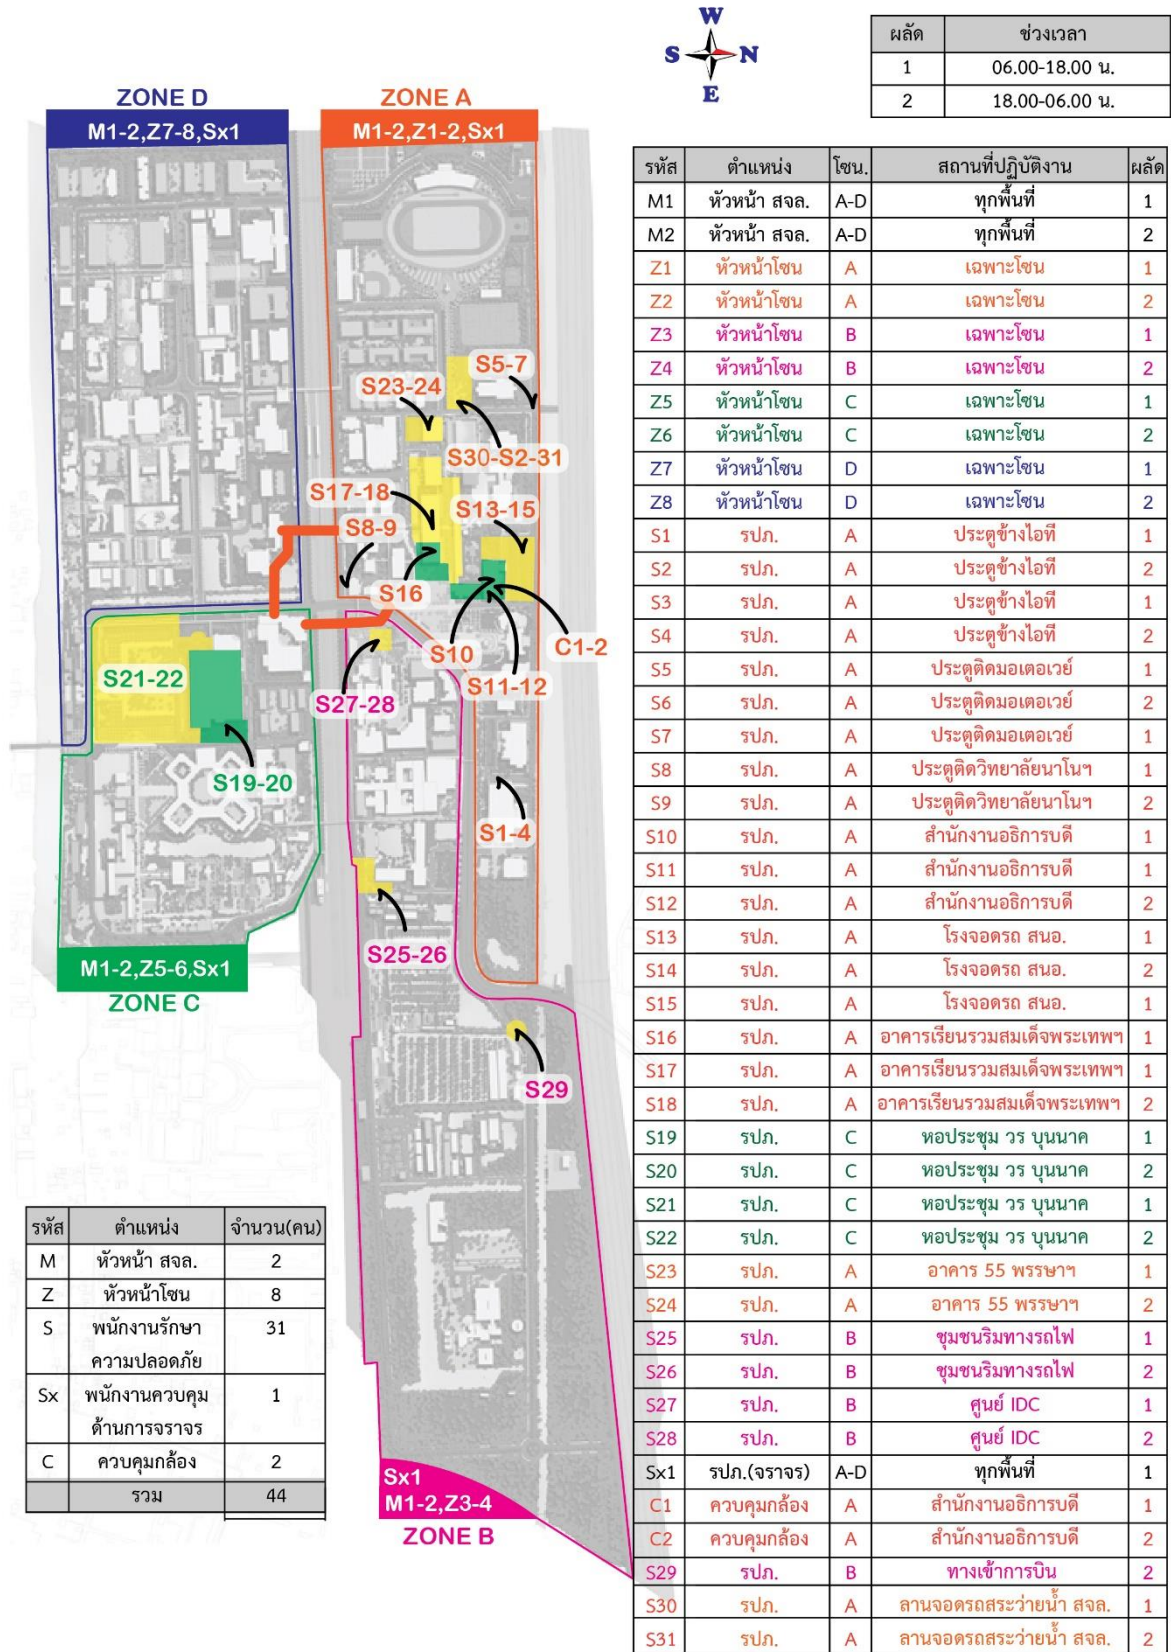 W
S N
E
ผลัด ช่วงเวลา
1 06.00-18.00 น.
2 18.00-06.00 น.
ZONE D
M1-2,Z7-8,Sx1
ZONE A
M1-2,Z1-2,Sx1
S5-7
S23-24
S30-S2-31
S17-18
S13-15
S8-9
S16
S10
C1-2
S11-12
S21-22
S27-28
S19-20
S1-4
S25-26
M1-2,Z5-6,Sx1
ZONE C
S29
Sx1
M1-2,Z3-4
ZONE B
รหัส ตำแหน่ง จำนวน(คน)
M หัวหน้า สจล. 2
Z หัวหน้าโซน 8
S พนักงานรักษา 31
ความปลอดภัย
Sx พนักงานควบคุม 1
ด้านการจราจร
C ควบคุมกล้อง 2
รวม 44
รหัส ตำแหน่ง โซน. สถานที่ปฏิบัติงาน ผลัด
M1 หัวหน้า สจล. A-D ทุกพื้นที่ 1
M2 หัวหน้า สจล. A-D ทุกพื้นที่ 2
Z1 หัวหน้าโซน A เฉพาะโซน 1
Z2 หัวหน้าโซน A เฉพาะโซน 2
Z3 หัวหน้าโซน B เฉพาะโซน 1
Z4 หัวหน้าโซน B เฉพาะโซน 2
Z5 หัวหน้าโซน C เฉพาะโซน 1
Z6 หัวหน้าโซน C เฉพาะโซน 2
Z7 หัวหน้าโซน D เฉพาะโซน 1
Z8 หัวหน้าโซน D เฉพาะโซน 2
S1 รปภ. A ประตูข้างไอที 1
S2 รปภ. A ประตูข้างไอที 2
S3 รปภ. A ประตูข้างไอที 1
S4 รปภ. A ประตูข้างไอที 2
S5 รปภ. A ประตูติดมอเตอเวย์ 1
S6 รปภ. A ประตูติดมอเตอเวย์ 2
S7 รปภ. A ประตูติดมอเตอเวย์ 1
S8 รปภ. A ประตูติดวิทยาลัยนาโนฯ 1
S9 รปภ. A ประตูติดวิทยาลัยนาโนฯ 2
S10 รปภ. A สำนักงานอธิการบดี 1
S11 รปภ. A สำนักงานอธิการบดี 1
S12 รปภ. A สำนักงานอธิการบดี 2
S13 รปภ. A โรงจอดรถ สนอ. 1
S14 รปภ. A โรงจอดรถ สนอ. 2
S15 รปภ. A โรงจอดรถ สนอ. 1
S16 รปภ. A อาคารเรียนรวมสมเด็จพระเทพฯ 1
S17 รปภ. A อาคารเรียนรวมสมเด็จพระเทพฯ 1
S18 รปภ. A อาคารเรียนรวมสมเด็จพระเทพฯ 2
S19 รปภ. C หอประชุม วร บุนนาค 1
S20 รปภ. C หอประชุม วร บุนนาค 2
S21 รปภ. C หอประชุม วร บุนนาค 1
S22 รปภ. C หอประชุม วร บุนนาค 2
S23 รปภ. A อาคาร 55 พรรษาฯ 1
S24 รปภ. A อาคาร 55 พรรษาฯ 2
S25 รปภ. B ชุมชนริมทางรถไฟ 1
S26 รปภ. B ชุมชนริมทางรถไฟ 2
S27 รปภ. B ศูนย์ IDC 1
S28 รปภ. B ศูนย์ IDC 2
Sx1 รปภ.(จราจร) A-D ทุกพื้นที่ 1
C1 ควบคุมกล้อง A สำนักงานอธิการบดี 1
C2 ควบคุมกล้อง A สำนักงานอธิการบดี 2
S29 รปภ. B ทางเข้าการบิน 2
S30 รปภ. A ลานจอดรถสระว่ายน้ำ สจล. 1
S31 รปภ. A ลานจอดรถสระว่ายน้ำ สจล. 2